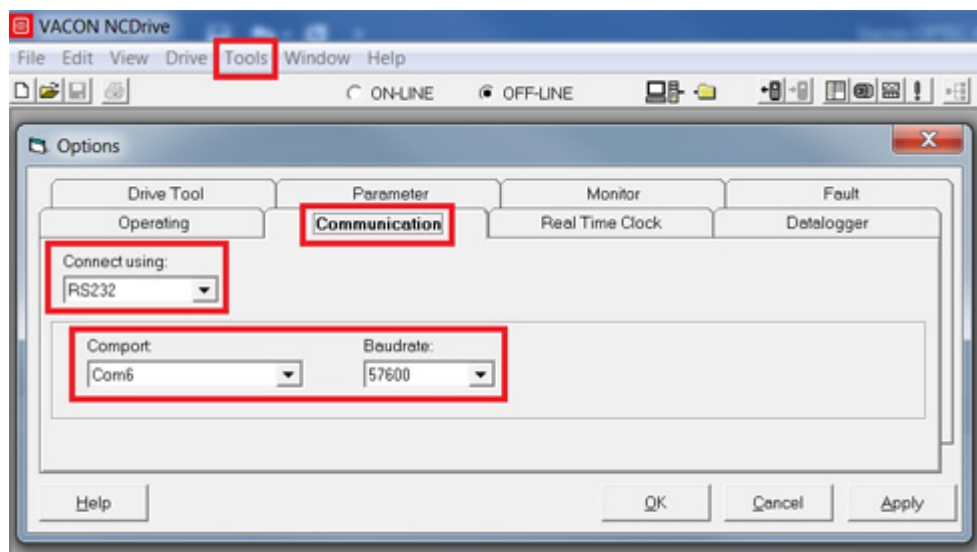 VACON NCDrive
File Edit View Drive Tools Window Help
ON-LINE OFF-LINE
Options
Drive Tool Parameter Monitor Fault
Operating Communication Real Time Clock Datalogger
Connect using:
RS232
Comport: Baudrate:
Com6 57600
Help OK Cancel Apply